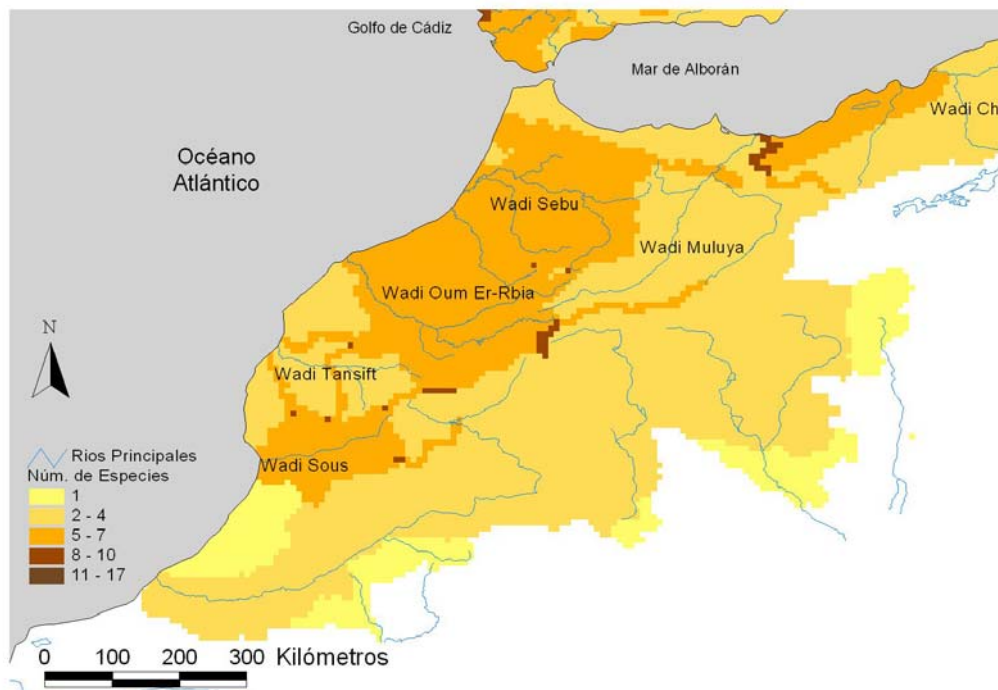 Golfo de Cádiz
Mar de Alborán
Wadi Ch
Océano
Atlántico
Wadi Sebu
Wadi Muluya
Wadi Oum Er-Rbia
N
Wadi Tansift
Wadi Sous
Rios Principales
Núm. de Especies
1
2 - 4
5 - 7
8 - 10
11 - 17
0 100 200 300 Kilómetros